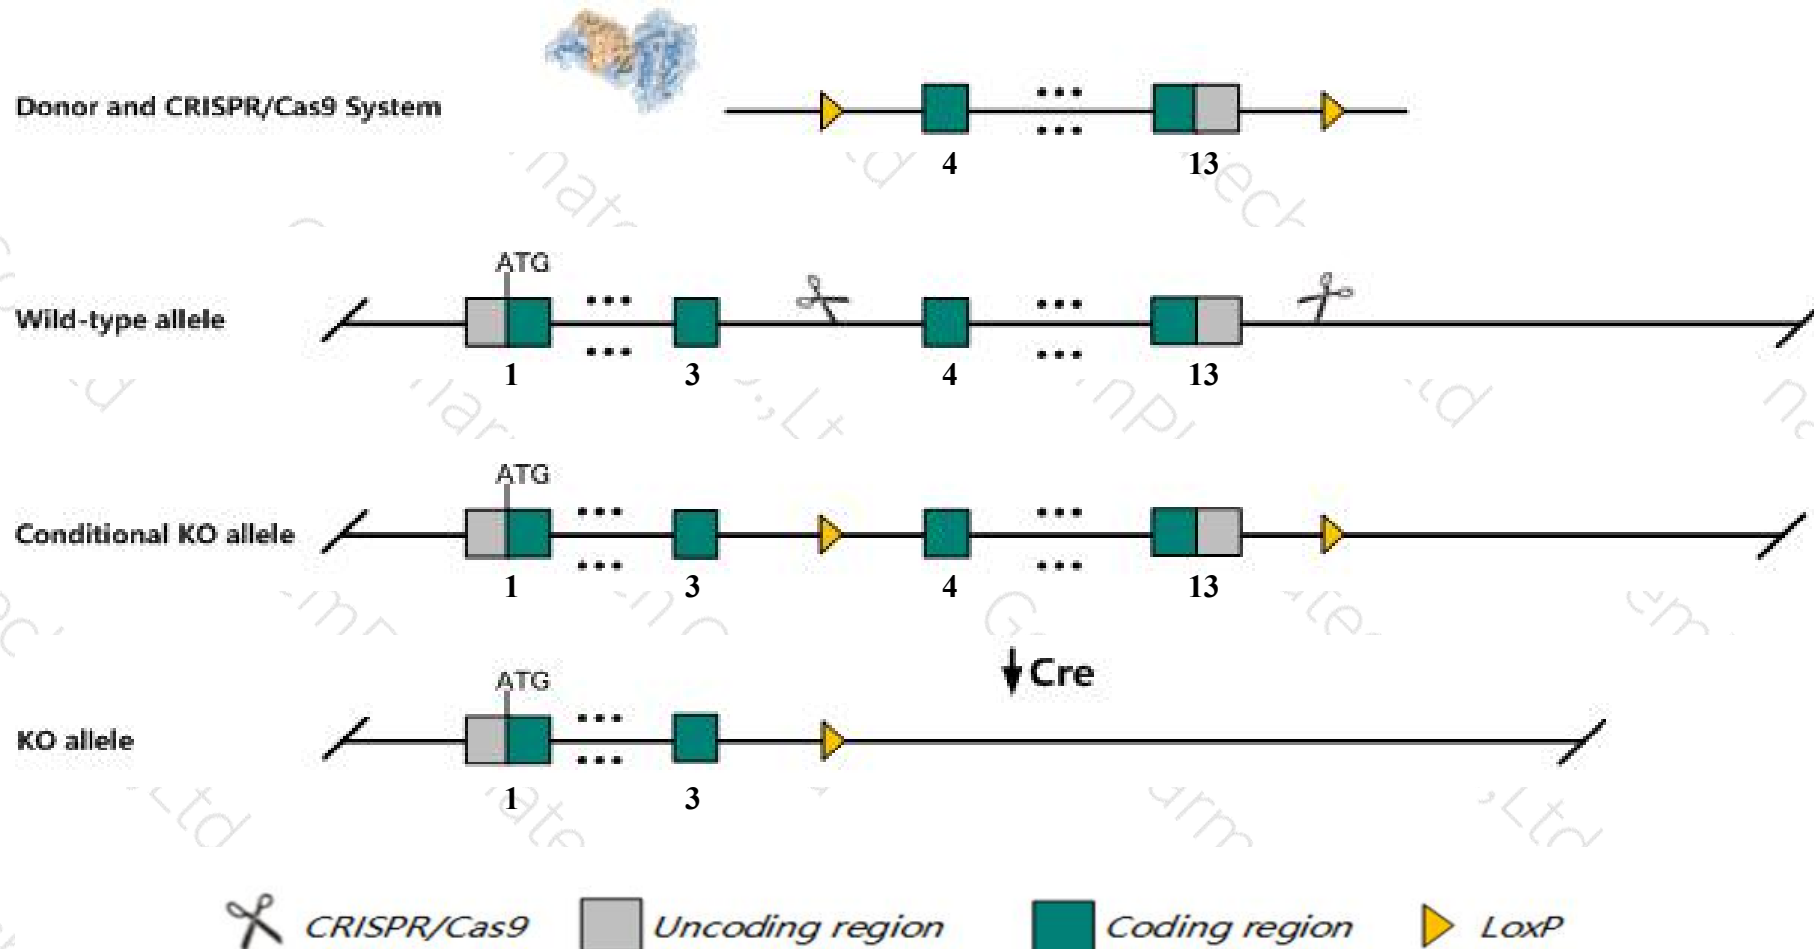 Donor and CRISPR/Cas9 System
4 13
ATG
Wild-type allele
1 3 4 13
ATG
Conditional KO allele
1 3 4 13
Cre
ATG
KO allele
1 3
CRISPR/Cas9 Uncoding region Coding region LoxP